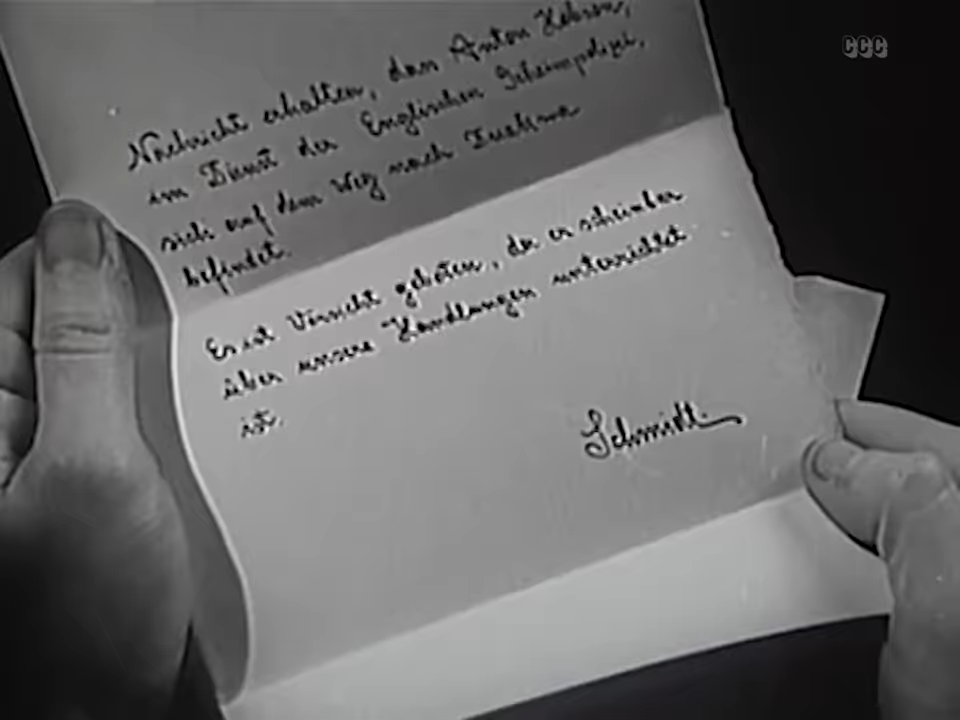 CCC
Nachricht erhalten, dass Anton
im Dienst der Englischen Geheimpolizei,
sich auf dem Weg nach
befindet.
Es ist Vorsicht geboten, da er scheinbar
über unsere Handlungen unterrichtet
ist.
Schmidt.